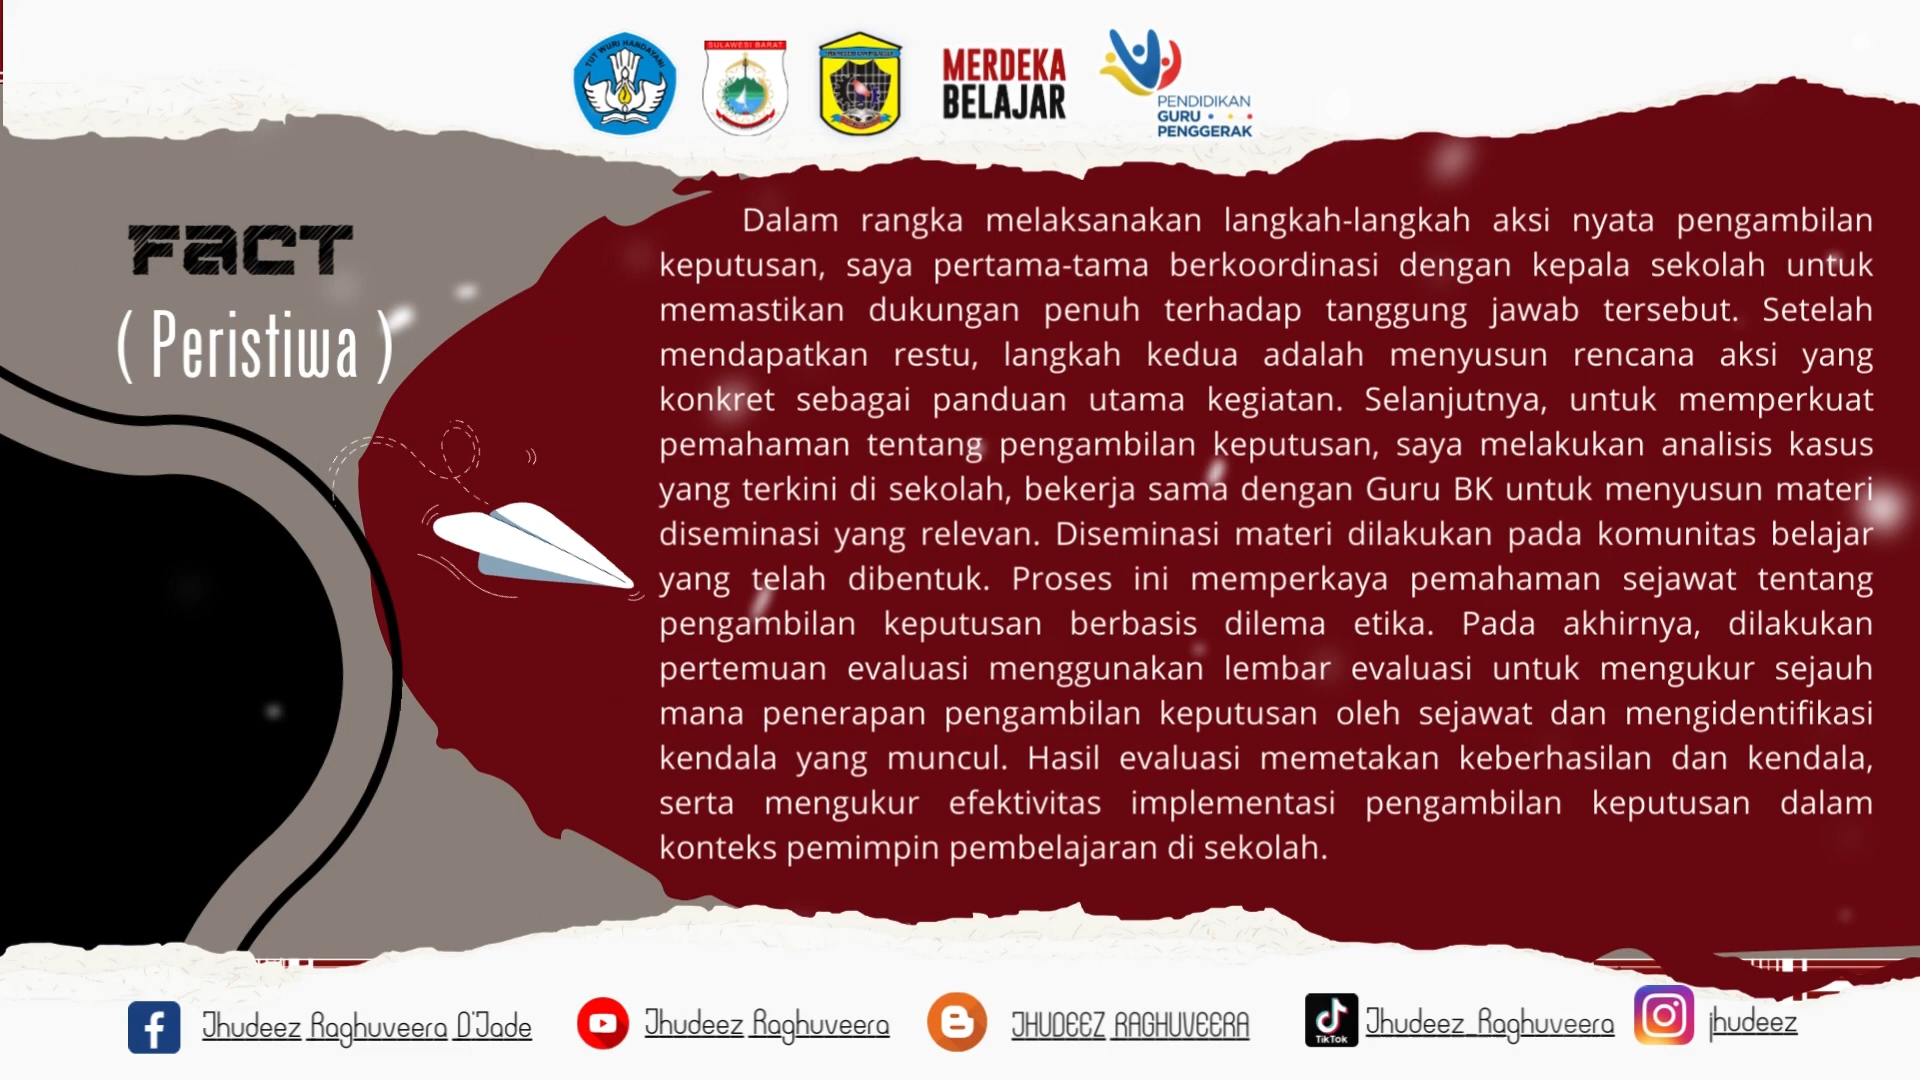 TUT WURI HANDAYANI
SULAWESI BARAT
MERDEKA
BELAJAR
PENDIDIKAN
GURU
PENGGERAK
FACT
( Peristiwa )
Dalam rangka melaksanakan langkah-langkah aksi nyata pengambilan
keputusan, saya pertama-tama berkoordinasi dengan kepala sekolah untuk
memastikan dukungan penuh terhadap tanggung jawab tersebut. Setelah
mendapatkan restu, langkah kedua adalah menyusun rencana aksi yang
konkret sebagai panduan utama kegiatan. Selanjutnya, untuk memperkuat
pemahaman tentang pengambilan keputusan, saya melakukan analisis kasus
yang terkini di sekolah, bekerja sama dengan Guru BK untuk menyusun materi
diseminasi yang relevan. Diseminasi materi dilakukan pada komunitas belajar
yang telah dibentuk. Proses ini memperkaya pemahaman sejawat tentang
pengambilan keputusan berbasis dilema etika. Pada akhirnya, dilakukan
pertemuan evaluasi menggunakan lembar evaluasi untuk mengukur sejauh
mana penerapan pengambilan keputusan oleh sejawat dan mengidentifikasi
kendala yang muncul. Hasil evaluasi memetakan keberhasilan dan kendala,
serta mengukur efektivitas implementasi pengambilan keputusan dalam
konteks pemimpin pembelajaran di sekolah.
Jhudeez Raghuveera D'Jade
Jhudeez Raghuveera
JHUDEEZ RAGHUVEERA
TikTok
Jhudeez_Raghuveera
jhudeez